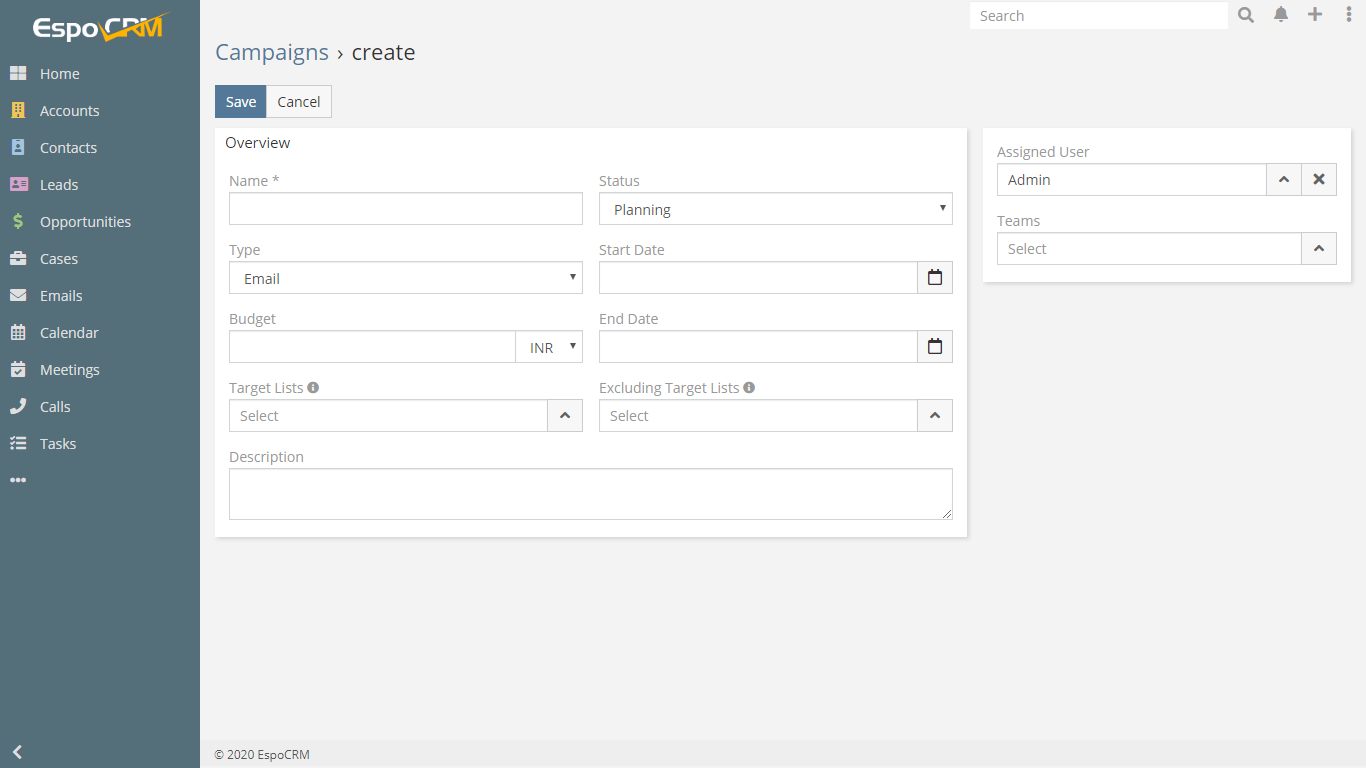 EspoCRM
Search
Home
Accounts
Contacts
Leads
Opportunities
Cases
Emails
Calendar
Meetings
Calls
Tasks
Campaigns › create
Save Cancel
Overview
Name * Status
Planning
Type Start Date
Email
Budget End Date
INR
Target Lists Excluding Target Lists
Select Select
Description
Assigned User
Admin
Teams
Select
© 2020 EspoCRM